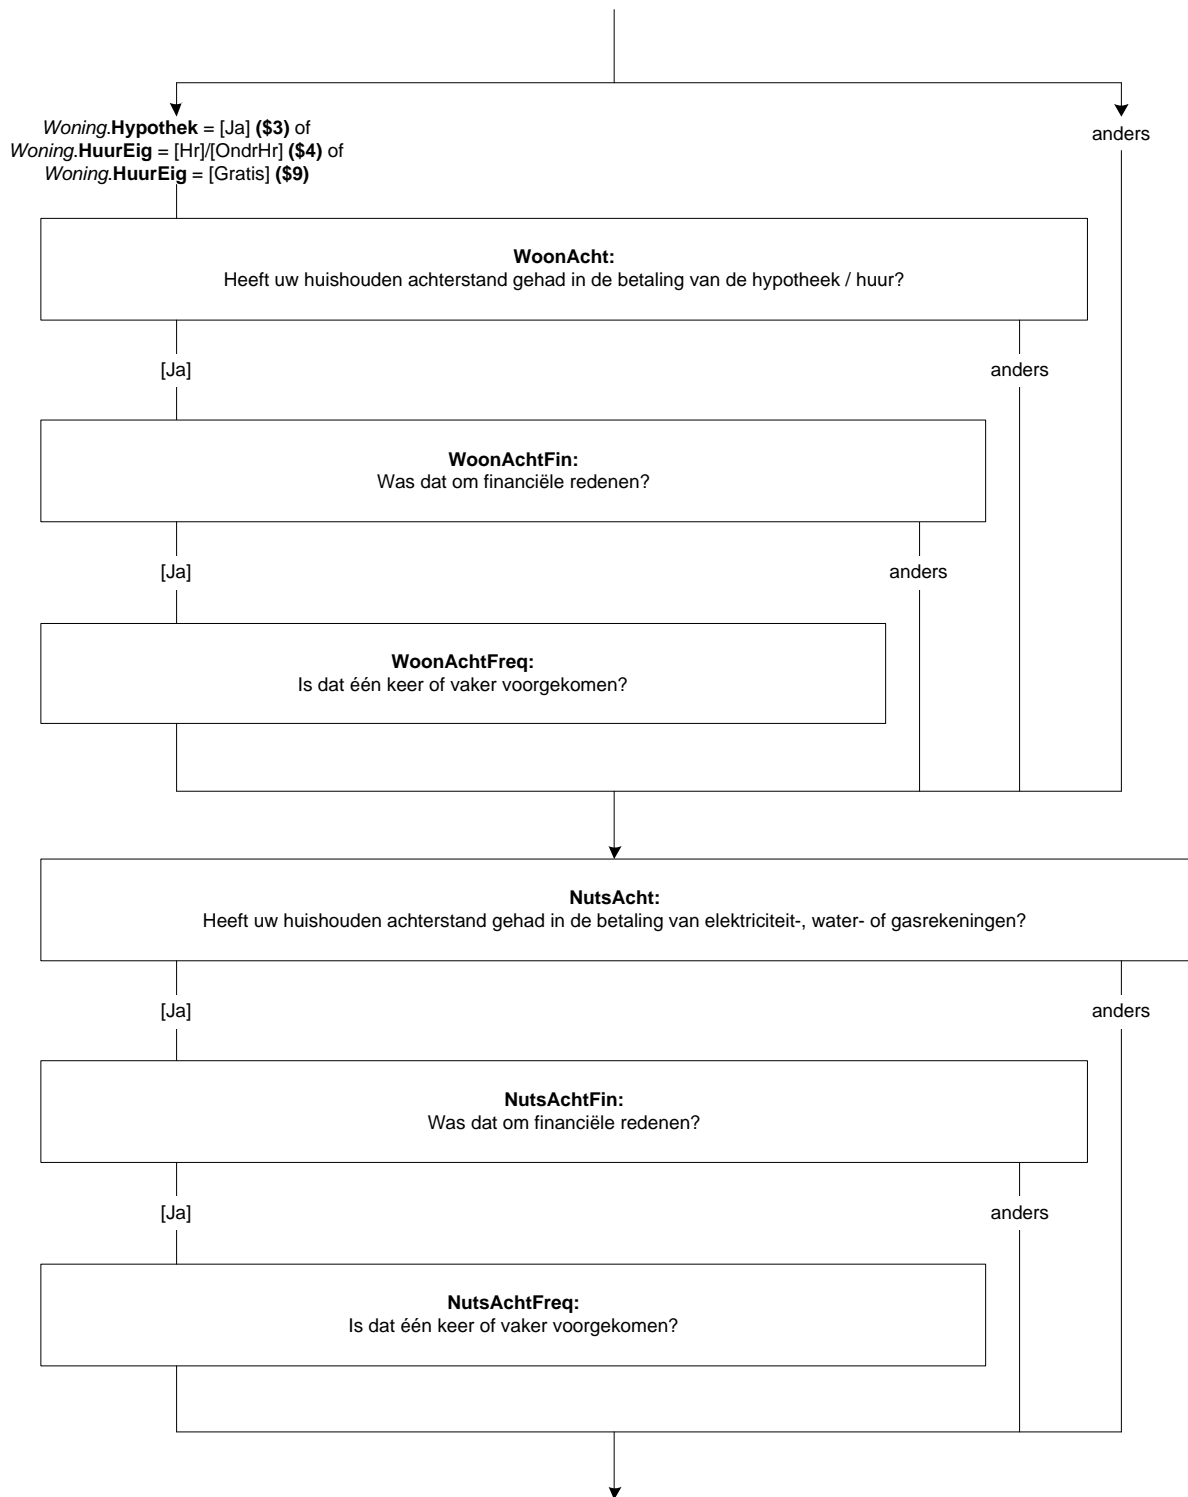 Woning.Hypothek = [Ja] ($3) of
Woning.HuurEig = [Hr]/[OndrHr] ($4) of
Woning.HuurEig = [Gratis] ($9)
anders
WoonAcht:
Heeft uw huishouden achterstand gehad in de betaling van de hypotheek / huur?
[Ja]
anders
WoonAchtFin:
Was dat om financiële redenen?
[Ja]
anders
WoonAchtFreq:
Is dat één keer of vaker voorgekomen?
NutsAcht:
Heeft uw huishouden achterstand gehad in de betaling van elektriciteit-, water- of gasrekeningen?
[Ja]
anders
NutsAchtFin:
Was dat om financiële redenen?
[Ja]
anders
NutsAchtFreq:
Is dat één keer of vaker voorgekomen?